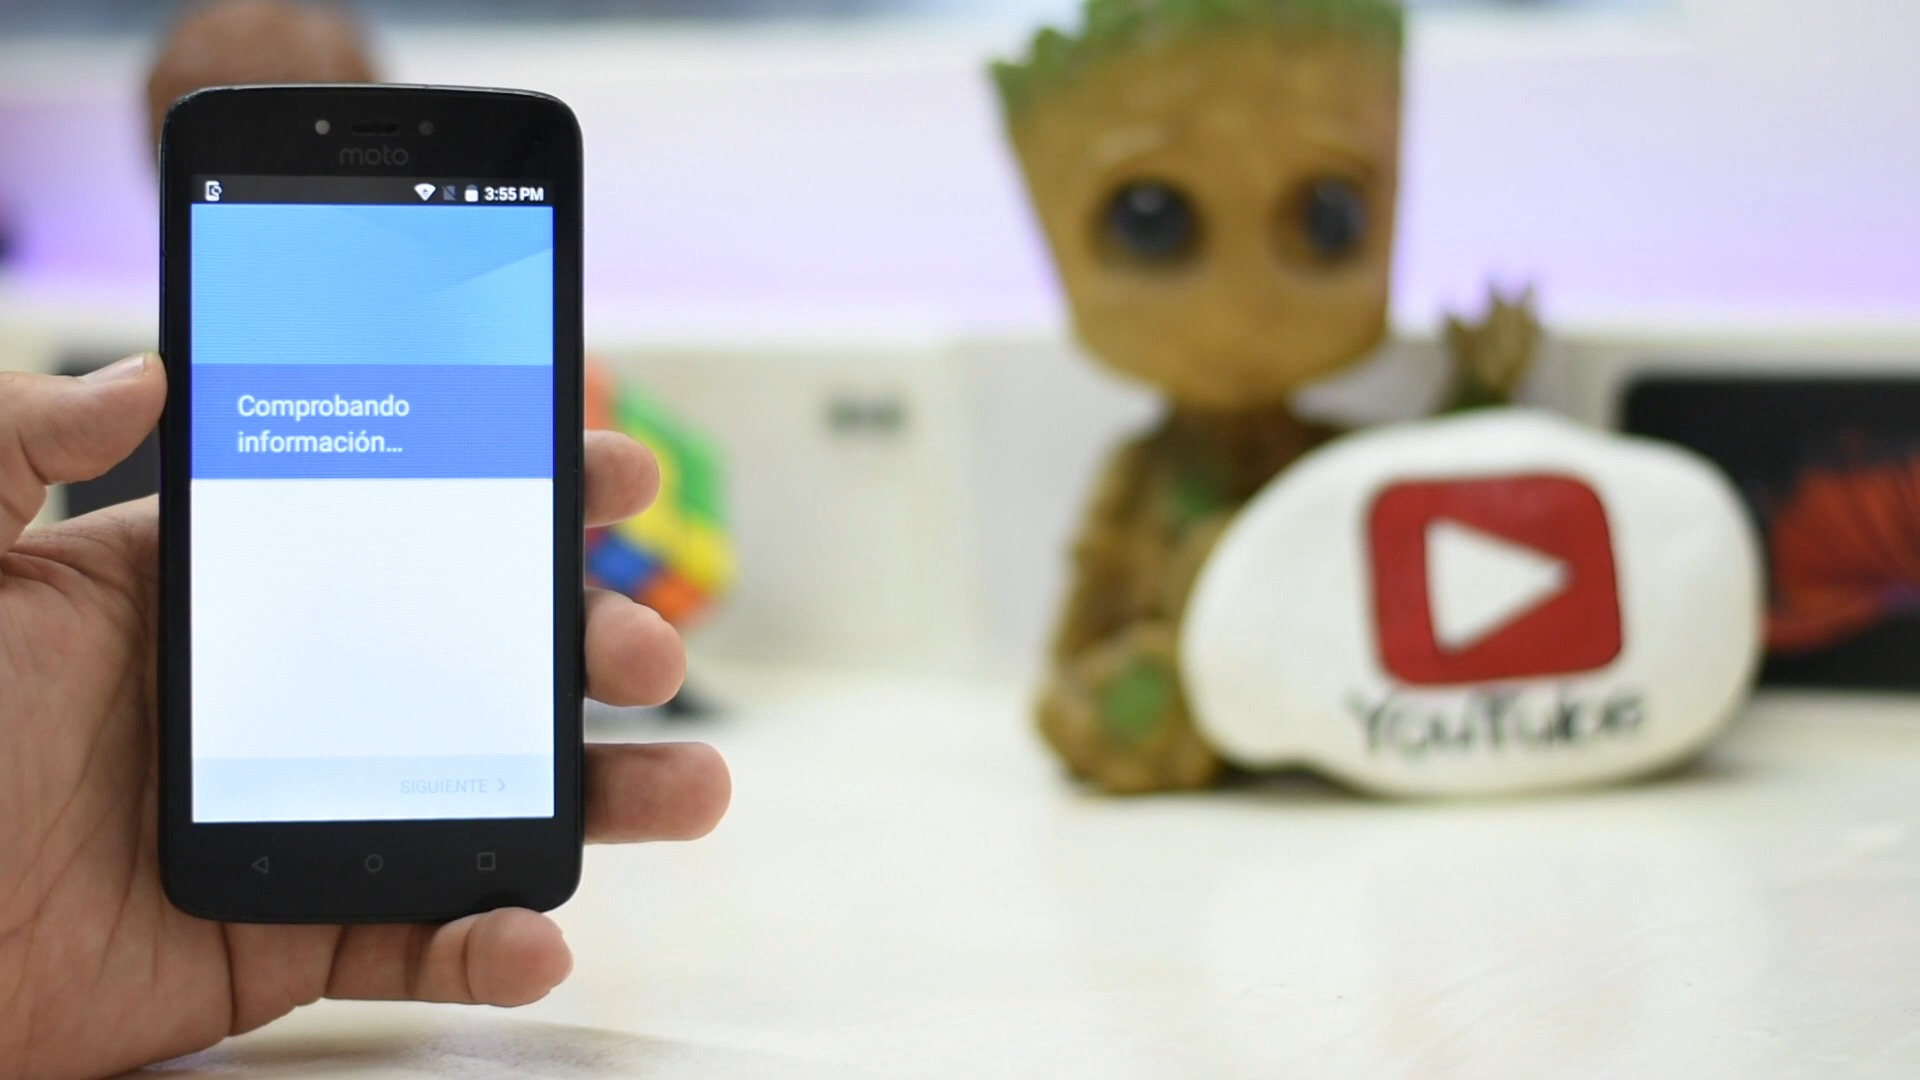 moto
3:55 PM
Comprobando
información...
SIGUIENTE
YouTube